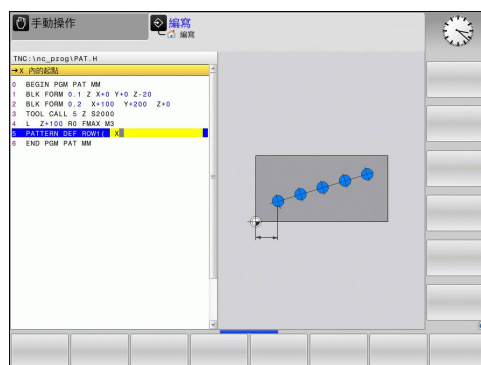 手動操作
編寫
編寫
TNC:\nc_prog\PAT.H
→X 內的起點
0 BEGIN PGM PAT MM
1 BLK FORM 0.1 Z X+0 Y+0 Z-20
2 BLK FORM 0.2 X+100 Y+200 Z+0
3 TOOL CALL 5 Z S2000
4 L Z+100 R0 FMAX M3
5 PATTERN DEF ROW1( X
6 END PGM PAT MM